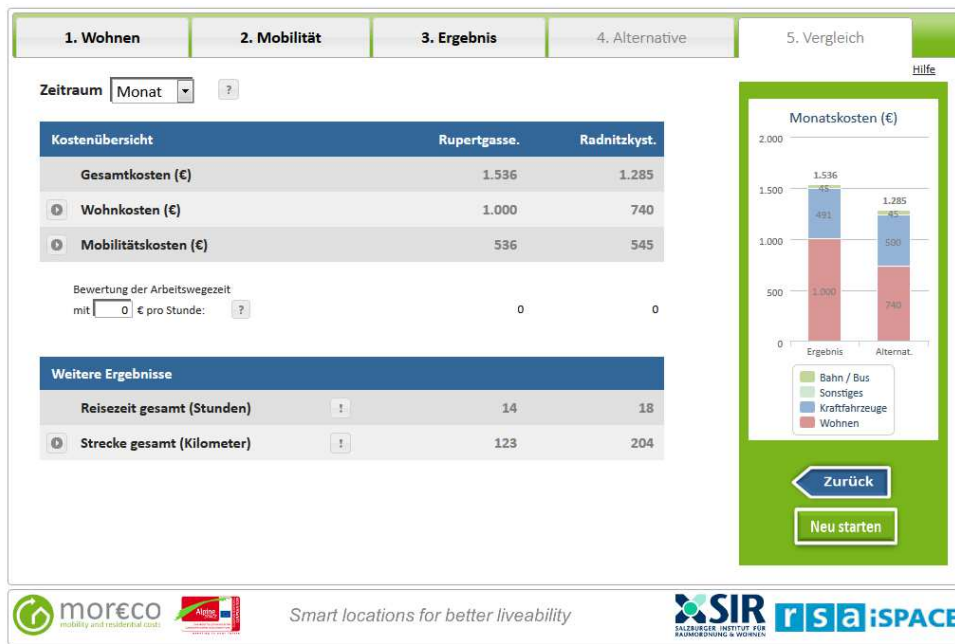 1. Wohnen
2. Mobilität
3. Ergebnis
4. Alternative
5. Vergleich
Hilfe
Zeitraum Monat ?
Kostenübersicht Rupertgasse. Radnitzkyst.
Gesamtkosten (€) 1.536 1.285
Wohnkosten (€) 1.000 740
Mobilitätskosten (€) 536 545
Bewertung der Arbeitswegezeit
mit 0 € pro Stunde: ? 0 0
Weitere Ergebnisse
Reisezeit gesamt (Stunden) ! 14 18
Strecke gesamt (Kilometer) ! 123 204
Monatskosten (€)
2.000
1.500
1.000
500
0
1.536
45
491
1.000
1.285
45
500
740
Ergebnis Alternat.
Bahn / Bus
Sonstiges
Kraftfahrzeuge
Wohnen
Zurück
Neu starten
mor€co
mobility and residential costs
Alpine
Smart locations for better liveability
SIR
SALZBURGER INSTITUT FÜR
RAUMORDNUNG & WOHNEN
rsa iSPACE